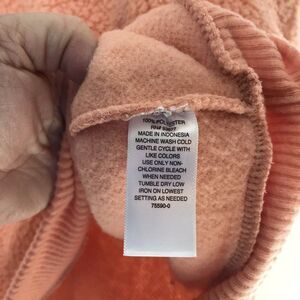 100% POLYESTER
MADE IN INDONESIA
MACHINE WASH COLD
GENTLE CYCLE WITH
LIKE COLORS
USE ONLY NON-
CHLORINE BLEACH
WHEN NEEDED
TUMBLE DRY LOW
IRON ON LOWEST
SETTING AS NEEDED
75590-0